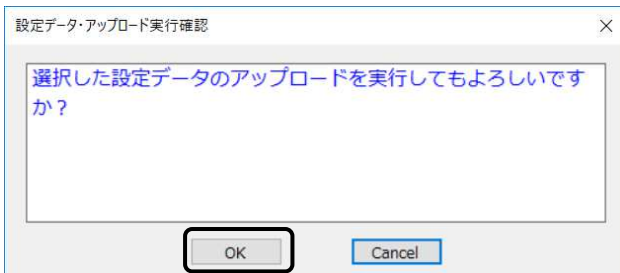 設定データ・アップロード実行確認
選択した設定データのアップロードを実行してもよろしいです
か？
OK
Cancel